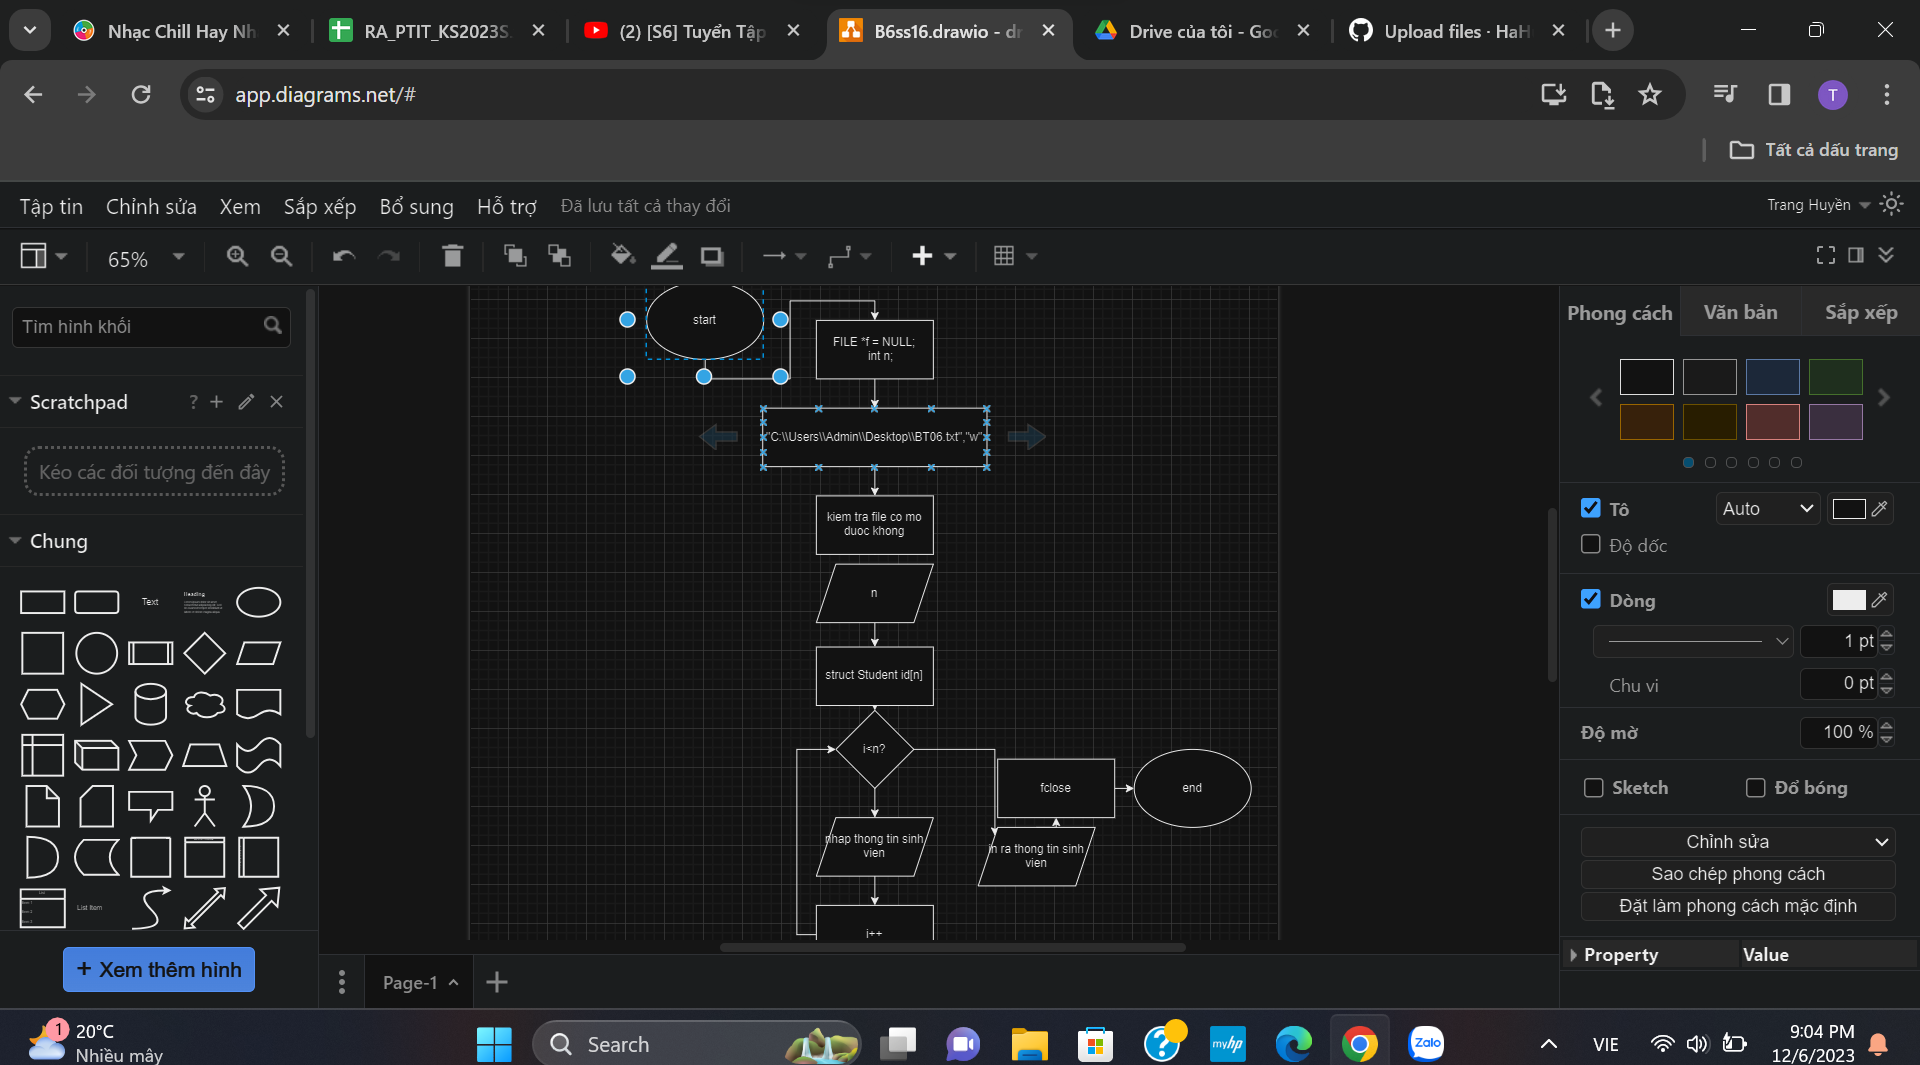 Nhạc Chill Hay Nh
RA_PTIT_KS2023S
(2) [S6] Tuyển Tập
B6ss16.drawio - dr
Drive của tôi - Goo
Upload files · HaH
app.diagrams.net/#
T
Tất cả dấu trang
Tập tin
Chỉnh sửa
Xem
Sắp xếp
Bổ sung
Hỗ trợ
Đã lưu tất cả thay đổi
Trang Huyền
65%
Tìm hình khối
Scratchpad
?
Kéo các đối tượng đến đây
Chung
Text
Heading
List Item
+ Xem thêm hình
start
FILE *f = NULL;
int n;
"C:\\Users\\Admin\\Desktop\\BT06.txt","w"
kiem tra file co mo
duoc khong
n
struct Student id[n]
i<n?
nhap thong tin sinh
vien
i++
fclose
end
in ra thong tin sinh
vien
Page-1
Phong cách
Văn bản
Sắp xếp
Tô
Auto
Độ dốc
Dòng
1 pt
Chu vi
0 pt
Độ mờ
100 %
Sketch
Đổ bóng
Chỉnh sửa
Sao chép phong cách
Đặt làm phong cách mặc định
Property
Value
1
20°C
Nhiều mây
Search
?
myhp
Zalo
VIE
9:04 PM
12/6/2023